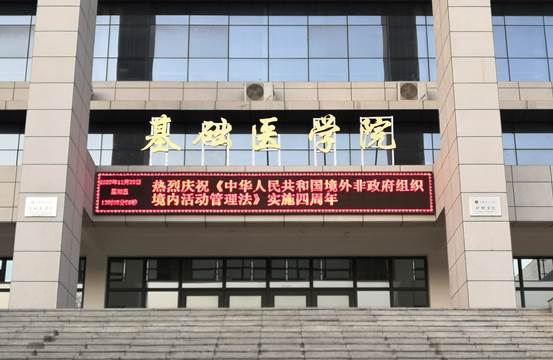 基础医学院
热烈庆祝《中华人民共和国境外非政府组织
境内活动管理法》实施四周年